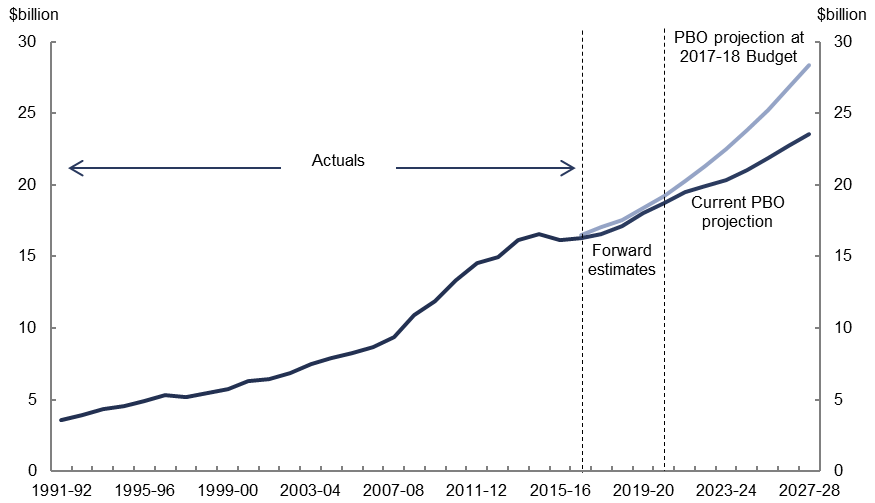 $billion
$billion
30
25
20
15
10
5
0
30
25
20
15
10
5
0
PBO projection at
2017-18 Budget
Actuals
Current PBO
projection
Forward
estimates
1991-92
1995-96
1999-00
2003-04
2007-08
2011-12
2015-16
2019-20
2023-24
2027-28